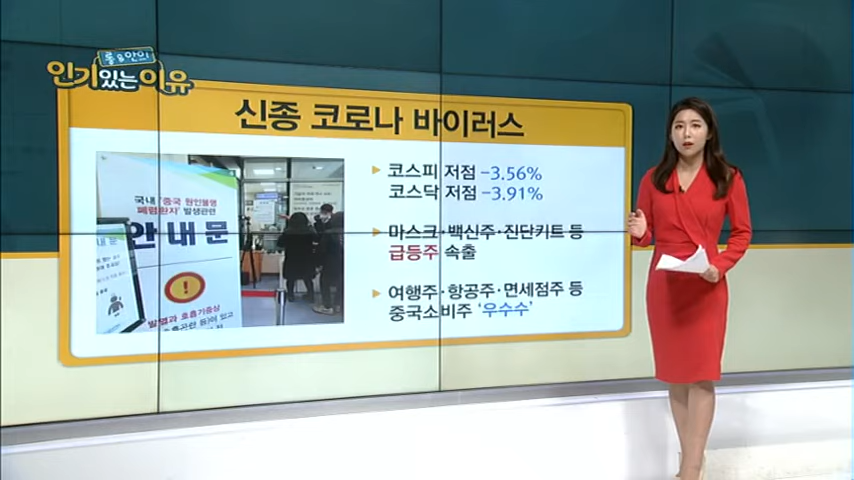 롱8안의
인기있는이유
신종 코로나 바이러스
▶ 코스피 저점 -3.56%
코스닥 저점 -3.91%
▶ 마스크·백신주·진단키트 등
급등주 속출
▶ 여행주·항공주·면세점주 등
중국소비주 '우수수'
국내 '중국 원인불명
폐렴환자' 발생관련
안내문
!
발열과 호흡기증상